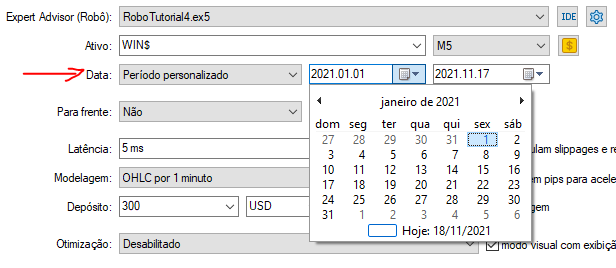 Expert Advisor (Robô): RoboTutorial4.ex5 IDE
Ativo: WIN$ M5 $
Data: Período personalizado 2021.01.01 2021.11.17
janeiro de 2021
Para frente: Não
dom seg ter qua qui sex sáb
27 28 29 30 31 1 2
3 4 5 6 7 8 9
Latência: 5 ms
10 11 12 13 14 15 16
17 18 19 20 21 22 23
Modelagem: OHLC por 1 minuto
24 25 26 27 28 29 30
Depósito: 300 USD
31 1 2 3 4 5 6
Hoje: 18/11/2021
Otimização: Desabilitado
ulam slippages e re
m pips para acele
gem
modo visual com exibiçã